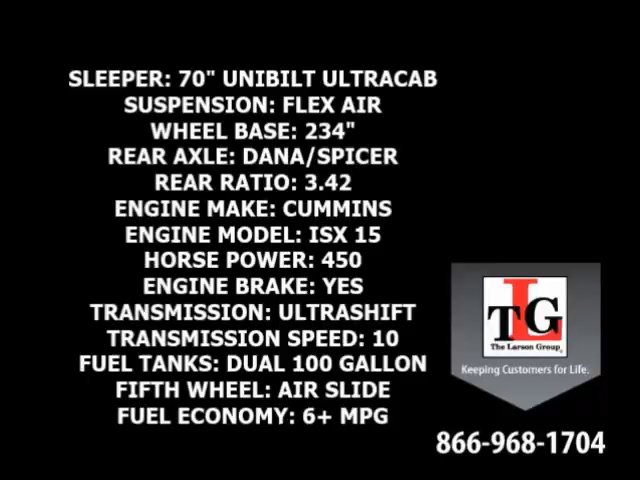 SLEEPER: 70" UNIBILT ULTRACAB
SUSPENSION: FLEX AIR
WHEEL BASE: 234"
REAR AXLE: DANA/SPICER
REAR RATIO: 3.42
ENGINE MAKE: CUMMINS
ENGINE MODEL: ISX 15
HORSE POWER: 450
ENGINE BRAKE: YES
TRANSMISSION: ULTRASHIFT
TRANSMISSION SPEED: 10
FUEL TANKS: DUAL 100 GALLON
FIFTH WHEEL: AIR SLIDE
FUEL ECONOMY: 6+ MPG
TLG
The Larson Group
Keeping Customers for Life.
866-968-1704